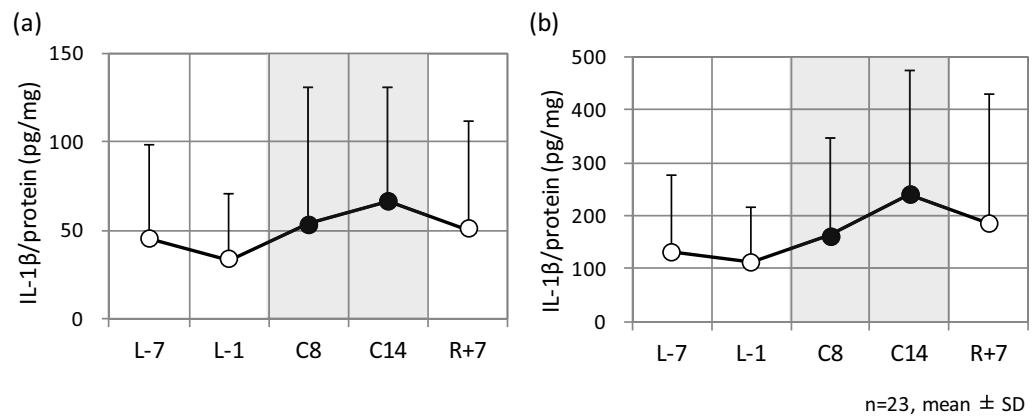 (a)
IL-1β/protein (pg/mg)
150
100
50
0
L-7 L-1 C8 C14 R+7
(b)
IL-1β/protein (pg/mg)
500
400
300
200
100
0
L-7 L-1 C8 C14 R+7
n=23, mean ± SD